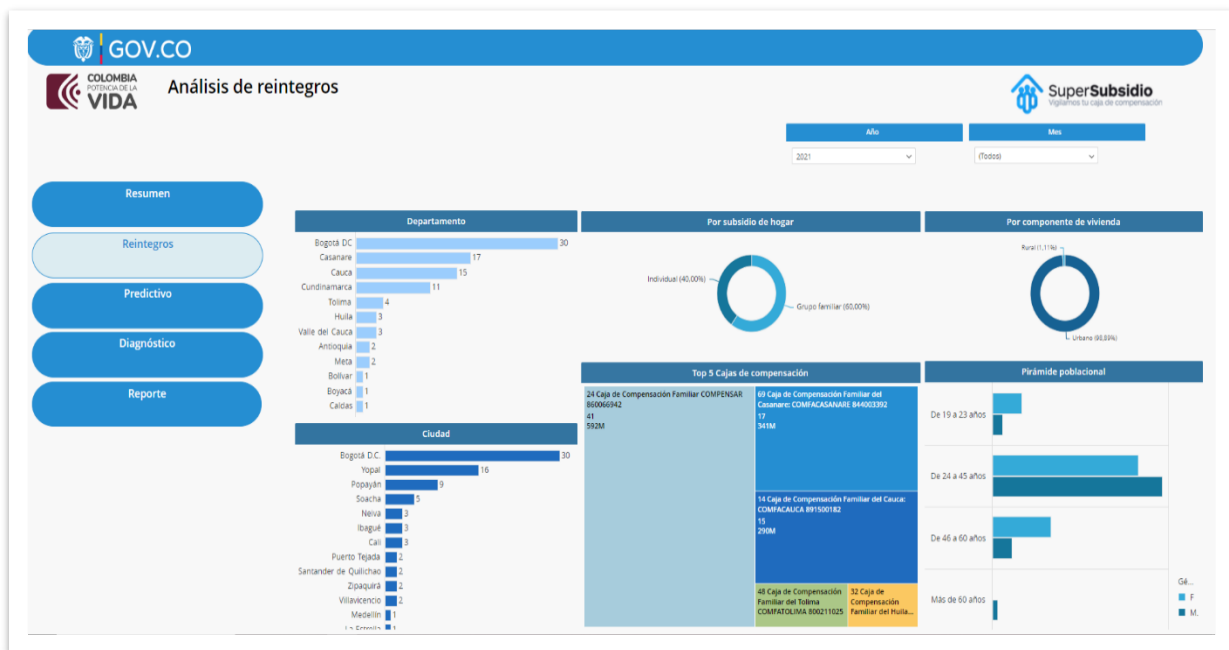 GOV.CO
COLOMBIA
POTENCIA DE LA
VIDA
Análisis de reintegros
SuperSubsidio
Vigilamos tu caja de compensación
Año
Mes
2021
(Todos)
Resumen
Reintegros
Predictivo
Diagnóstico
Reporte
Departamento
Bogotá DC 30
Casanare 17
Cauca 15
Cundinamarca 11
Tolima 4
Huila 3
Valle del Cauca 3
Antioquia 2
Meta 2
Bolívar 1
Boyacá 1
Caldas 1
Ciudad
Bogotá D.C. 30
Yopal 16
Popayán 9
Soacha 5
Neiva 3
Ibagué 3
Cali 3
Puerto Tejada 2
Santander de Quilichao 2
Zipaquirá 2
Villavicencio 2
Medellín 1
La Estrella 1
Por subsidio de hogar
Individual (40,00%)
Grupo familiar (60,00%)
Por componente de vivienda
Rural (1,11%)
Urbano (98,89%)
Top 5 Cajas de compensación
24 Caja de Compensación Familiar COMPENSAR
860066942
41
592M
69 Caja de Compensación Familiar del
Casanare: COMFACASANARE 844003392
17
341M
14 Caja de Compensación Familiar del Cauca:
COMFACAUCA 891500182
15
290M
48 Caja de Compensación
Familiar del Tolima
COMFATOLIMA 800211025
32 Caja de
Compensación
Familiar del Huila...
Pirámide poblacional
De 19 a 23 años
De 24 a 45 años
De 46 a 60 años
Más de 60 años
Gé...
F
M.